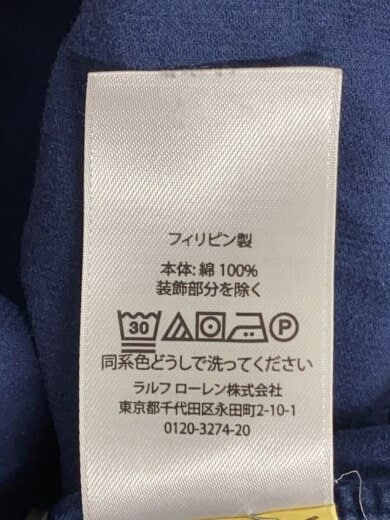 フィリピン製
本体: 綿 100%
装飾部分を除く
30 P
同系色どうしで洗ってください
ラルフ ローレン株式会社
東京都千代田区永田町2-10-1
0120-3274-20